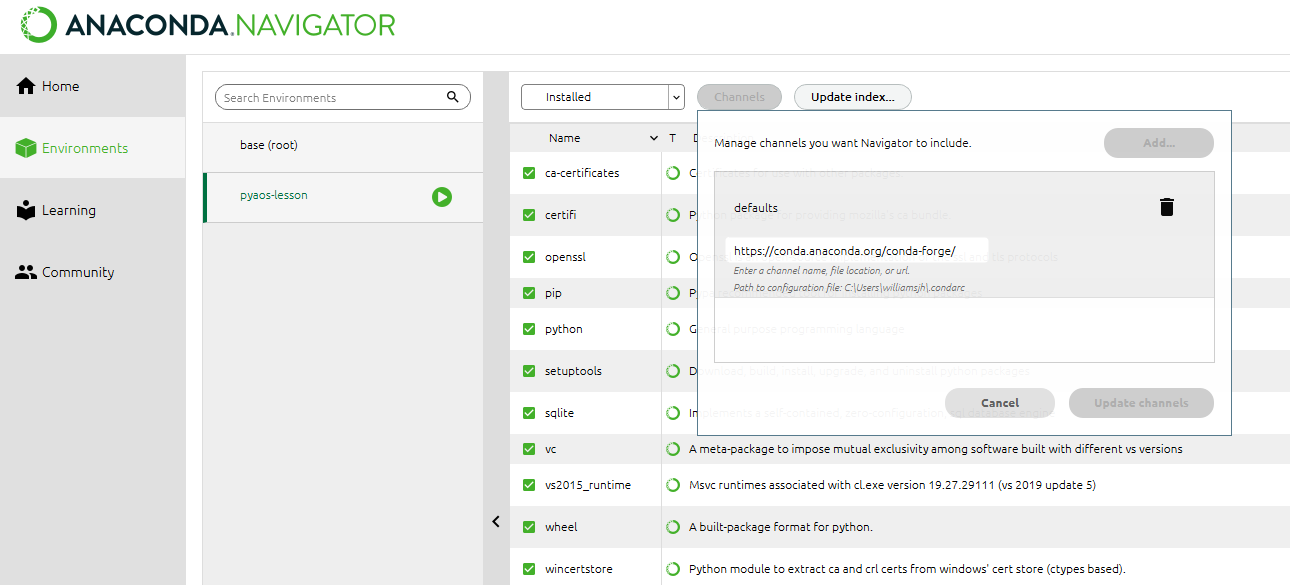 ANACONDA.NAVIGATOR
Home
Environments
Learning
Community
Search Environments
base (root)
pyaos-lesson
Installed
Channels
Update index...
Name
T
ca-certificates
certifi
openssl
pip
python
setuptools
sqlite
vc
A meta-package to impose mutual exclusivity among software built with different vs versions
vs2015_runtime
Msvc runtimes associated with cl.exe version 19.27.29111 (vs 2019 update 5)
wheel
A built-package format for python.
wincertstore
Python module to extract ca and crl certs from windows' cert store (ctypes based).
Manage channels you want Navigator to include.
Add...
defaults
https://conda.anaconda.org/conda-forge/
Enter a channel name, file location, or url.
Path to configuration file: C:\Users\williamsjh\.condarc
Cancel
Update channels